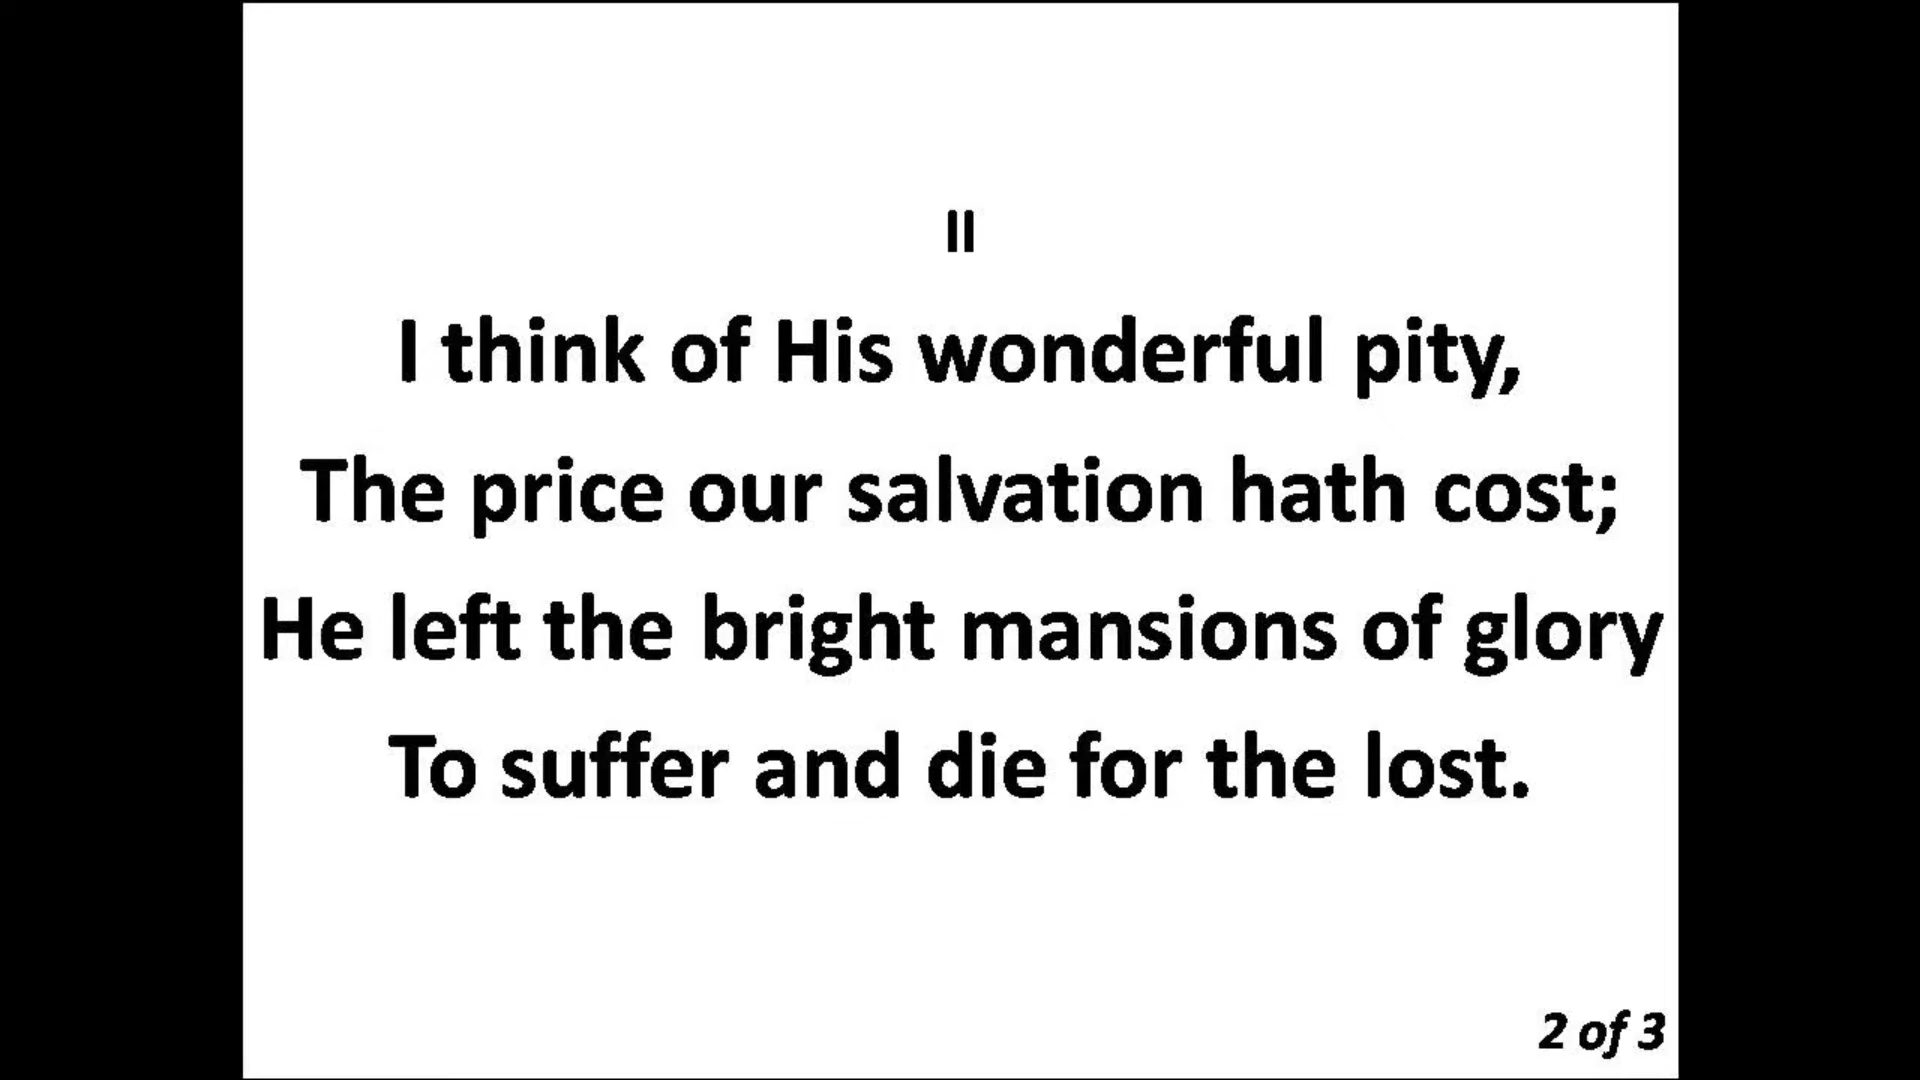 II
I think of His wonderful pity,
The price our salvation hath cost;
He left the bright mansions of glory
To suffer and die for the lost.
2 of 3